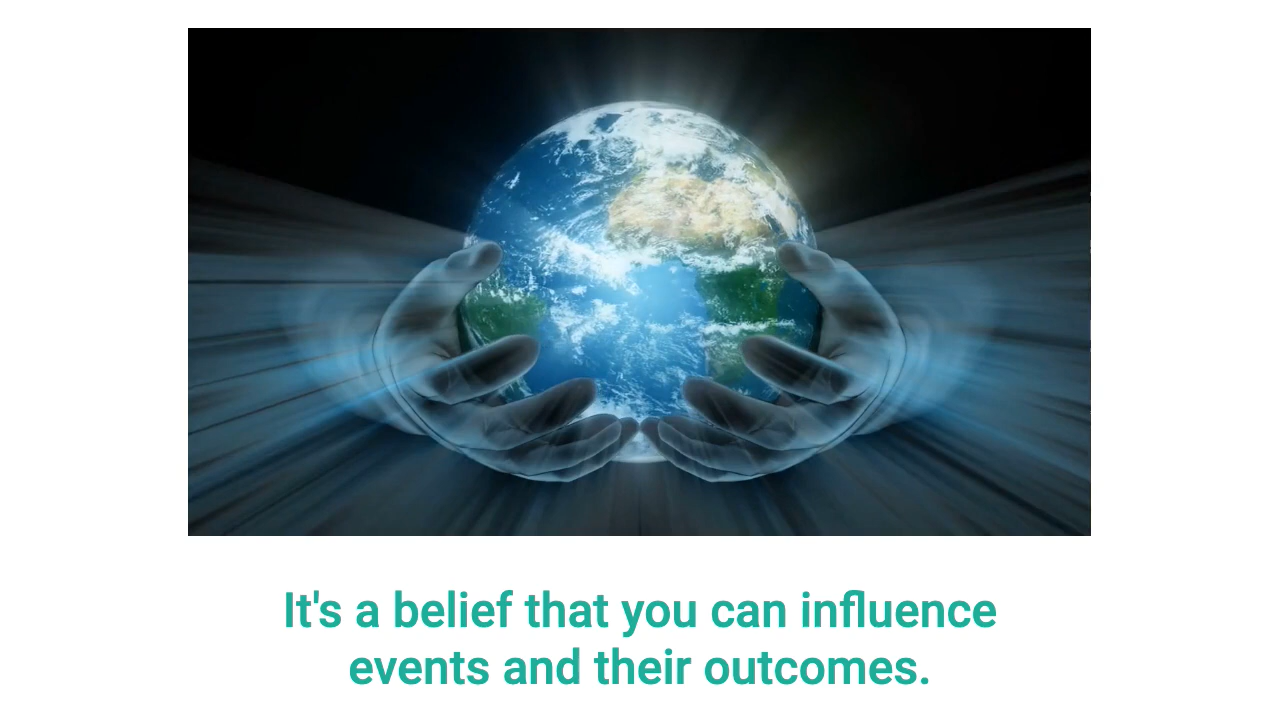 It's a belief that you can influence
events and their outcomes.